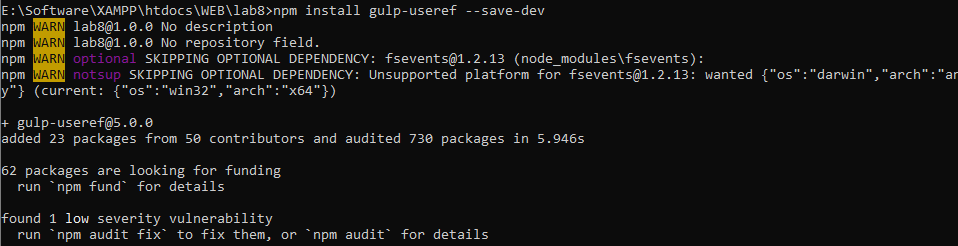 E:\Software\XAMPP\htdocs\WEB\lab8>npm install gulp-useref --save-dev
npm WARN lab8@1.0.0 No description
npm WARN lab8@1.0.0 No repository field.
npm WARN optional SKIPPING OPTIONAL DEPENDENCY: fsevents@1.2.13 (node_modules\fsevents):
npm WARN notsup SKIPPING OPTIONAL DEPENDENCY: Unsupported platform for fsevents@1.2.13: wanted {"os":"darwin","arch":"an
y"} (current: {"os":"win32","arch":"x64"})
+ gulp-useref@5.0.0
added 23 packages from 50 contributors and audited 730 packages in 5.946s
62 packages are looking for funding
  run `npm fund` for details
found 1 low severity vulnerability
  run `npm audit fix` to fix them, or `npm audit` for details